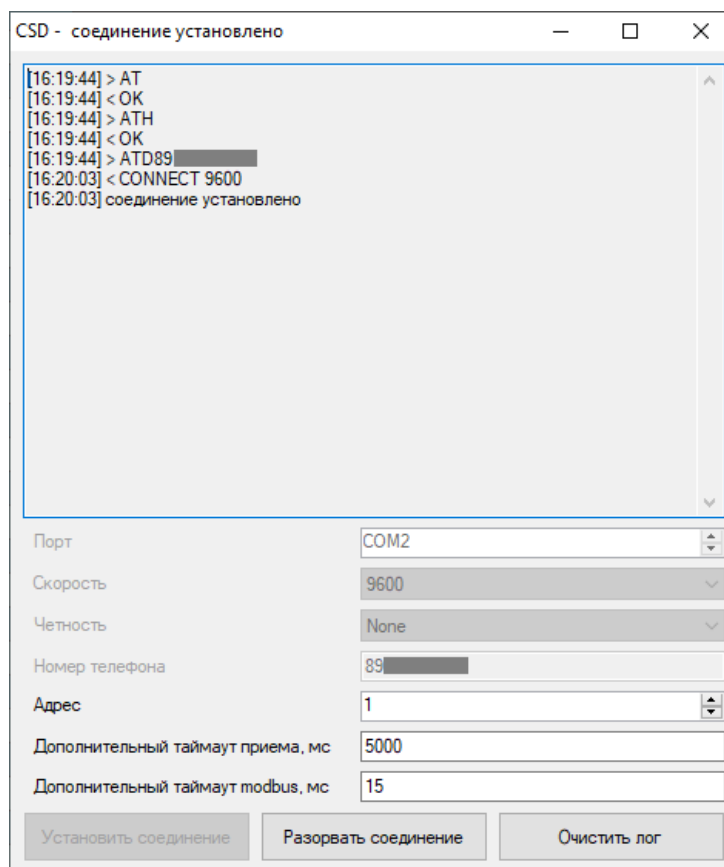 CSD - соединение установлено
[16:19:44] > AT
[16:19:44] < OK
[16:19:44] > ATH
[16:19:44] < OK
[16:19:44] > ATD89
[16:20:03] < CONNECT 9600
[16:20:03] соединение установлено
Порт COM2
Скорость 9600
Четность None
Номер телефона 89
Адрес 1
Дополнительный таймаут приема, мс 5000
Дополнительный таймаут modbus, мс 15
Установить соединение Разорвать соединение Очистить лог